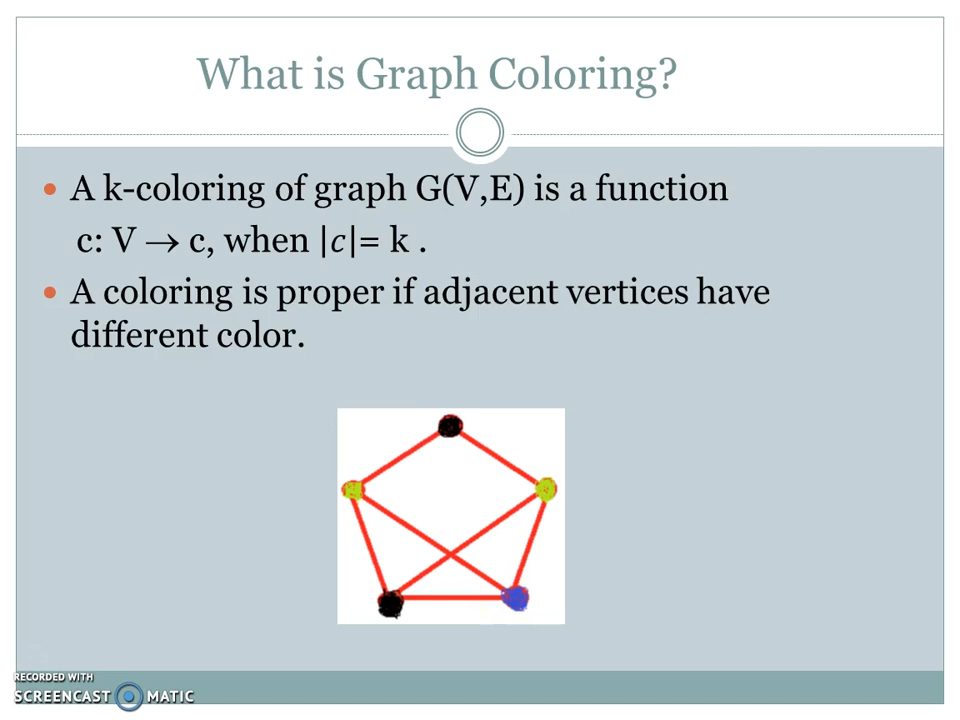 What is Graph Coloring?
• A k-coloring of graph G(V,E) is a function
c: V → c, when |c|= k .
• A coloring is proper if adjacent vertices have
different color.
RECORDED WITH
SCREENCAST MATIC